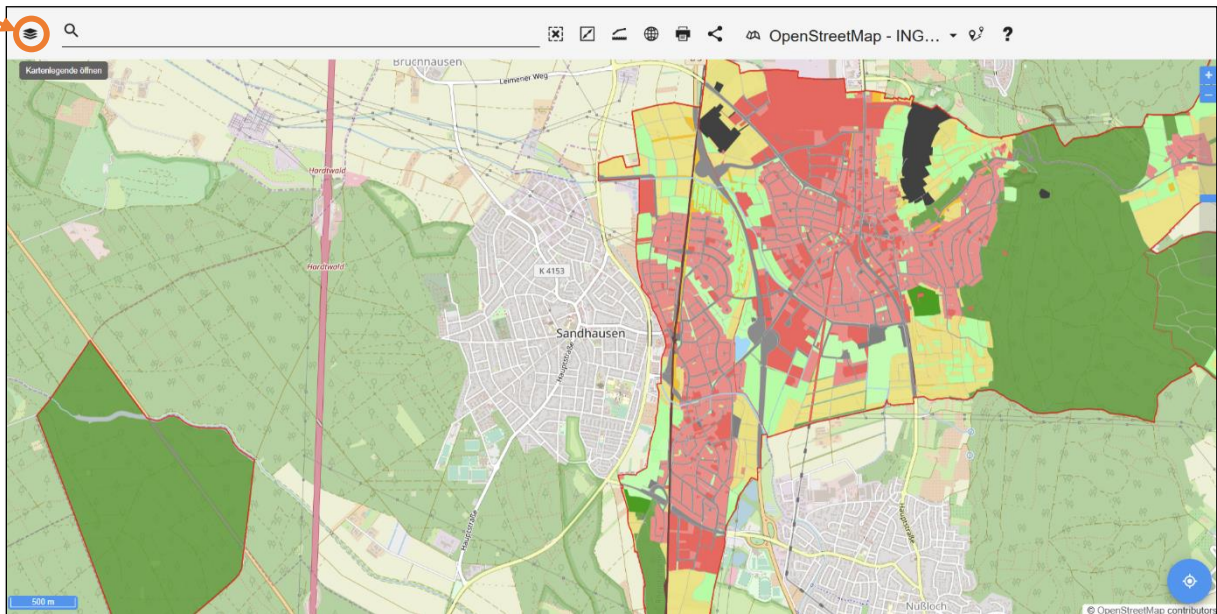 OpenStreetMap - ING...
?
Kartenlegende öffnen
Bruchhausen
Leimener Weg
+
−
Hardtwald
Hardtwald
K 4153
Sandhausen
Hauptstraße
Hauptstraße
Hauptstraße
Nußloch
500 m
© OpenStreetMap contributors